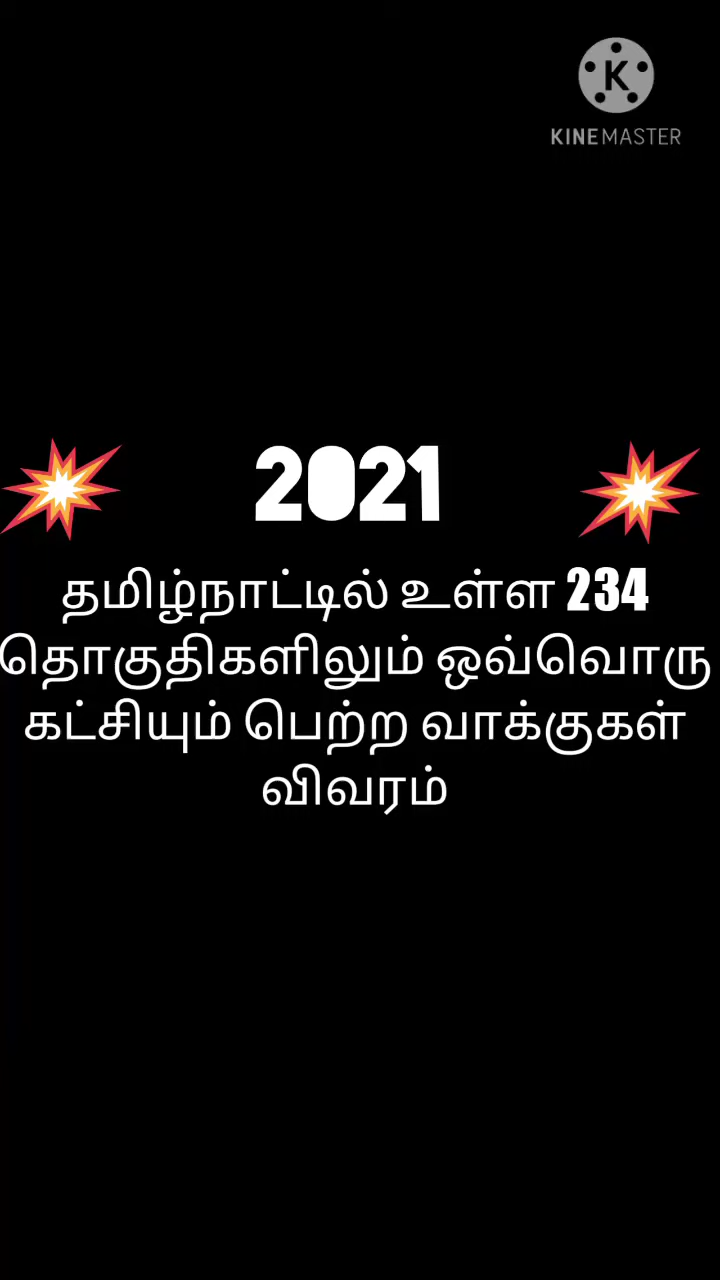 K
KINEMASTER
2021
தமிழ்நாட்டில் உள்ள 234
தொகுதிகளிலும் ஒவ்வொரு
கட்சியும் பெற்ற வாக்குகள்
விவரம்